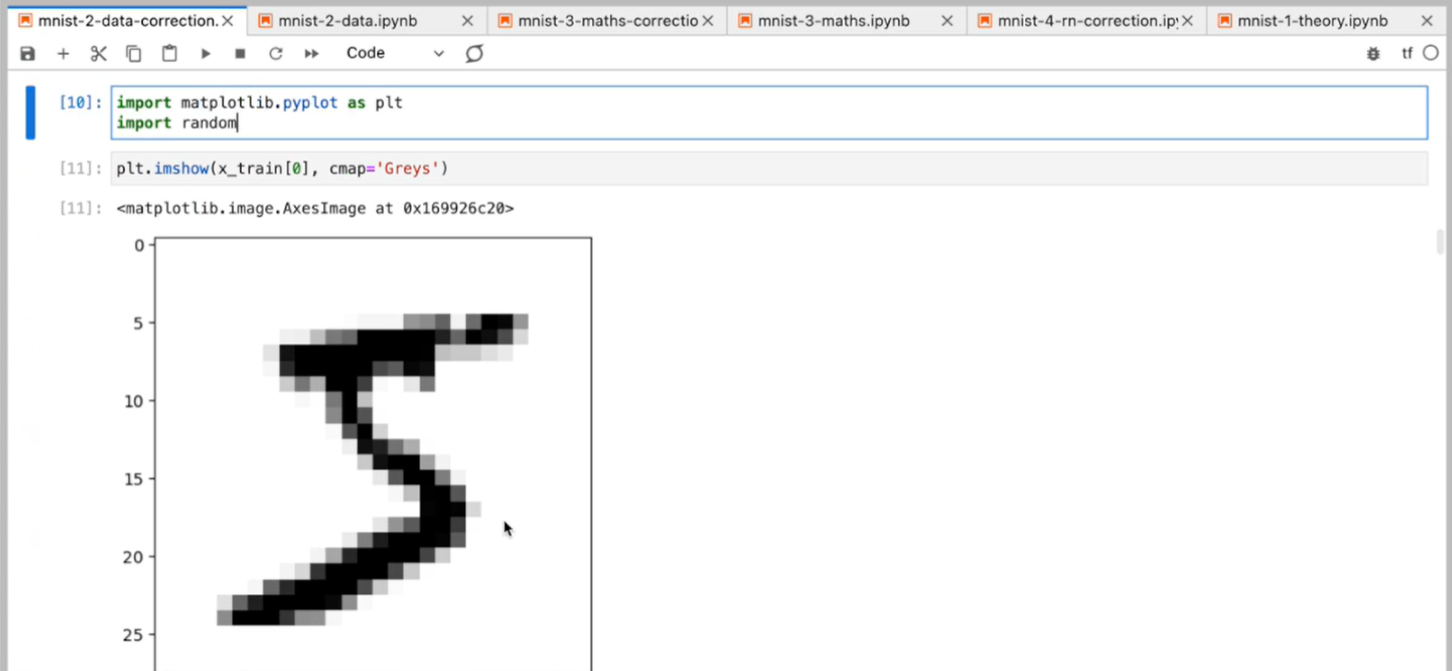 mnist-2-data-correction. mnist-2-data.ipynb mnist-3-maths-correctio mnist-3-maths.ipynb mnist-4-rn-correction.ip mnist-1-theory.ipynb
Code tf
[10]: import matplotlib.pyplot as plt
import random
[11]: plt.imshow(x_train[0], cmap='Greys')
[11]: <matplotlib.image.AxesImage at 0x169926c20>
0
5
10
15
20
25